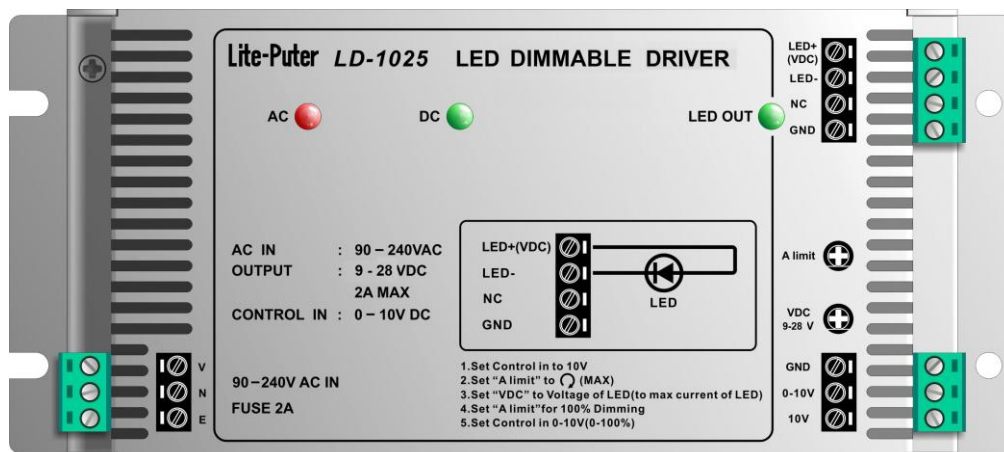 Lite-Puter LD-1025 LED DIMMABLE DRIVER
AC
DC
LED OUT
LED+
(VDC)
LED-
NC
GND
AC IN : 90-240VAC
OUTPUT : 9 - 28 VDC
2A MAX
CONTROL IN : 0-10V DC
LED+(VDC)
LED-
NC
GND
LED
A limit
VDC
9-28 V
V
N
E
90-240V AC IN
FUSE 2A
1.Set Control in to 10V
2.Set "A limit" to (MAX)
3.Set "VDC" to Voltage of LED(to max current of LED)
4.Set "A limit"for 100% Dimming
5.Set Control in 0-10V(0-100%)
GND
0-10V
10V